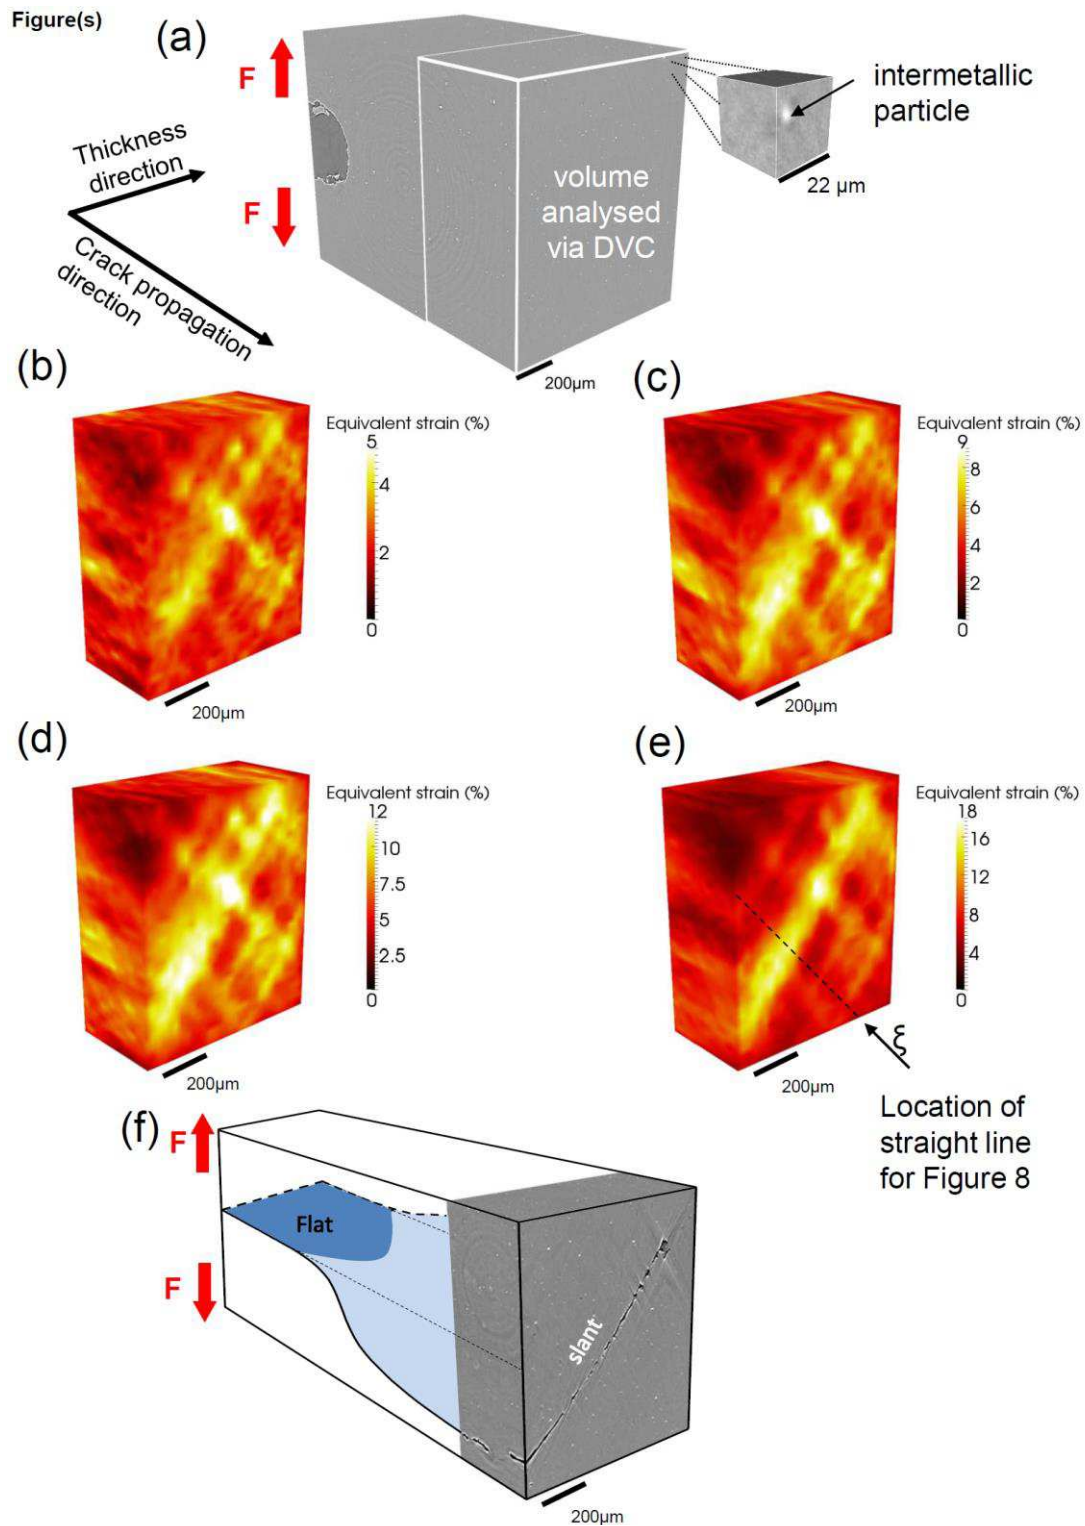 Figure(s)
(a)
F
F
Thickness
direction
Crack propagation
direction
volume
analysed
via DVC
200µm
intermetallic
particle
22 µm
(b)
Equivalent strain (%)
5
4
2
0
200µm
(c)
Equivalent strain (%)
9
8
6
4
2
0
200µm
(d)
Equivalent strain (%)
12
10
7.5
5
2.5
0
200µm
(e)
Equivalent strain (%)
18
16
12
8
4
0
200µm
ξ
Location of
straight line
for Figure 8
(f)
F
F
Flat
slant
200µm